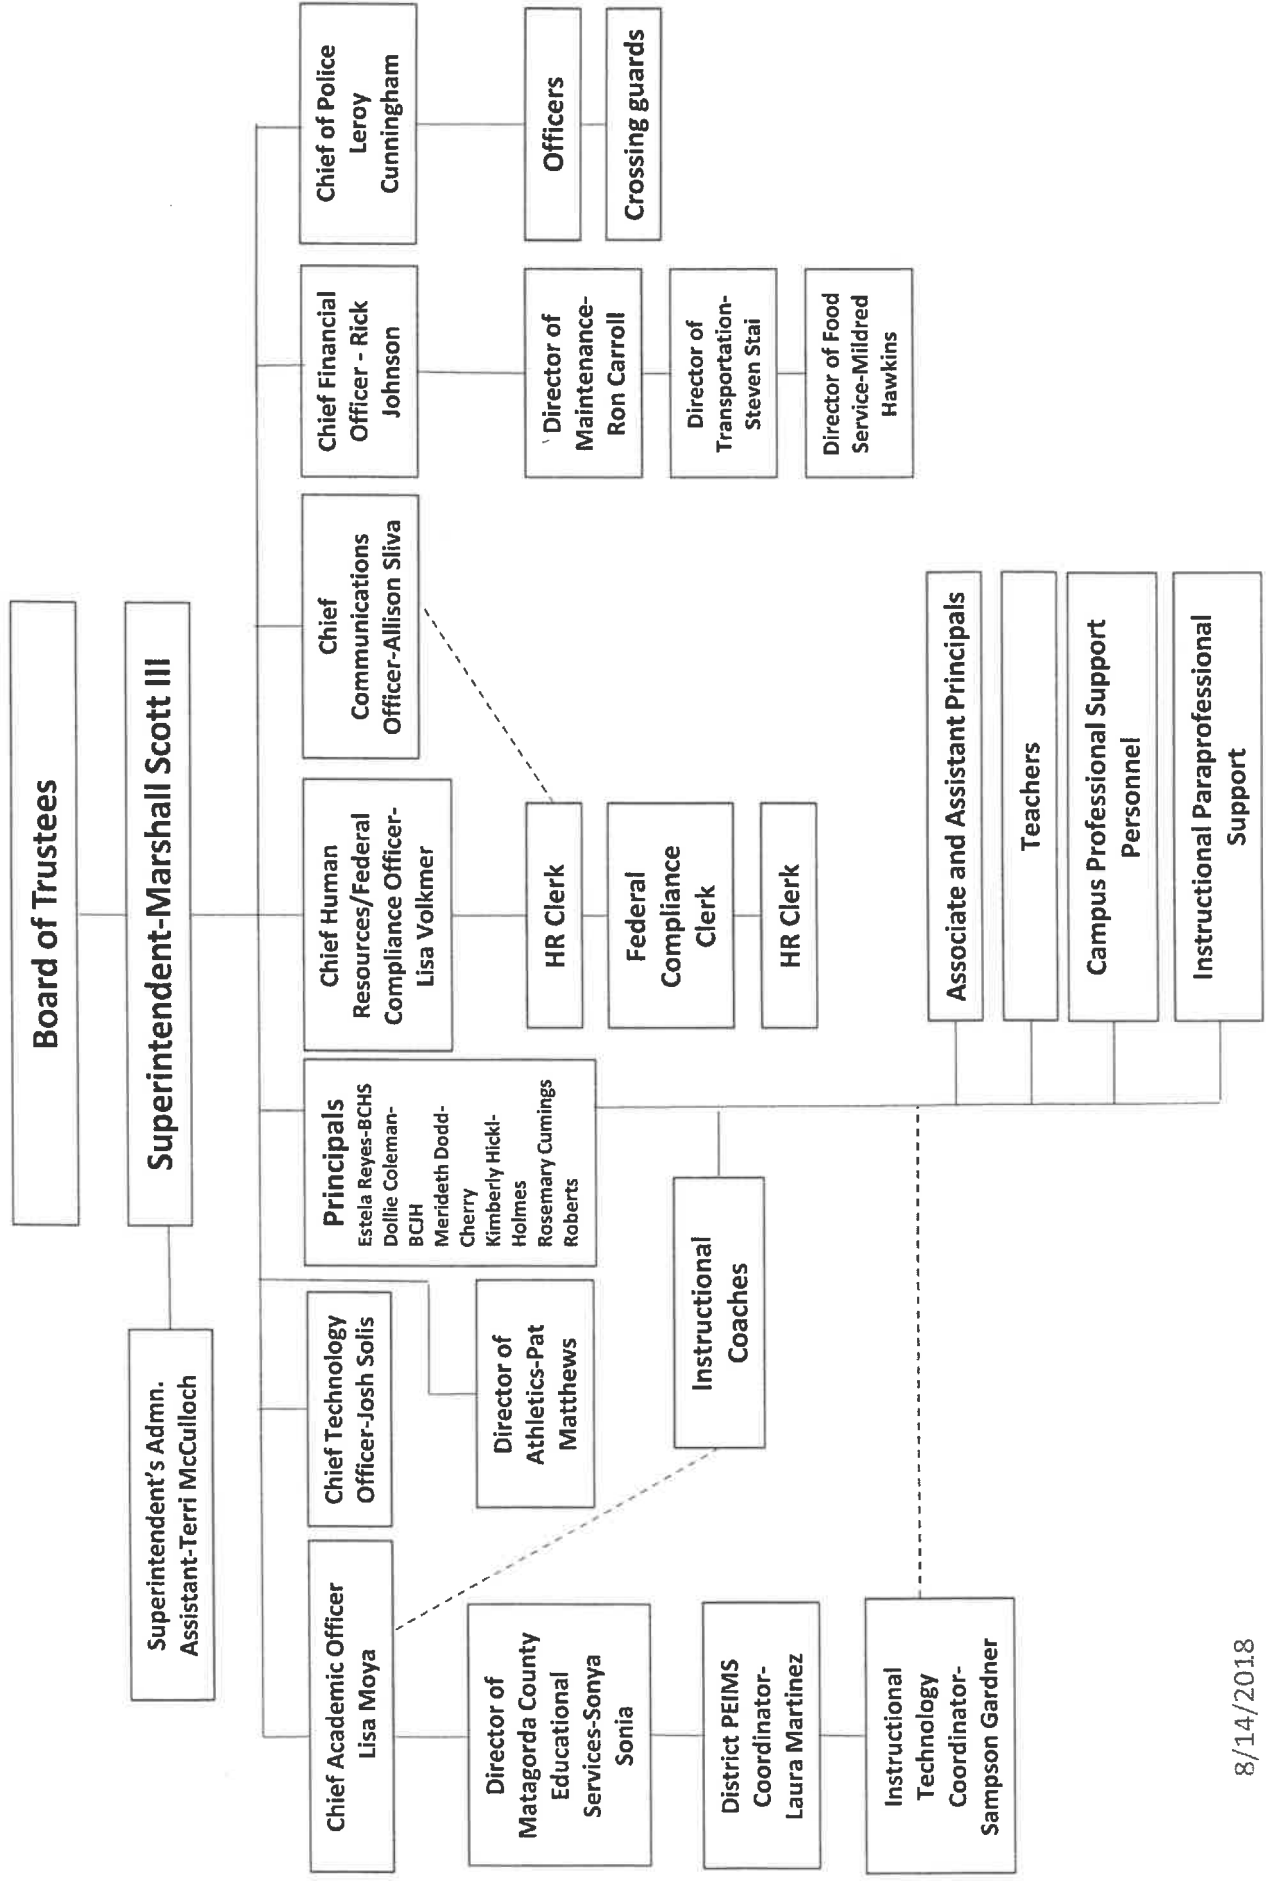 Board of Trustees
Superintendent-Marshall Scott III
Superintendent's Admn.
Assistant-Terri McCulloch
Chief Academic Officer
Lisa Moya
Chief Technology
Officer-Josh Solis
Principals
Estela Reyes-BCHS
Dollie Coleman-
BCJH
Merideth Dodd-
Cherry
Kimberly Hickl-
Holmes
Rosemary Cumings
Roberts
Chief Human
Resources/Federal
Compliance Officer-
Lisa Volkmer
Chief
Communications
Officer-Allison Sliva
Chief Financial
Officer - Rick
Johnson
Chief of Police
Leroy
Cunningham
Director of
Matagorda County
Educational
Services-Sonya
Sonia
Director of
Athletics-Pat
Matthews
HR Clerk
Director of
Maintenance-
Ron Carroll
Officers
Federal
Compliance
Clerk
Crossing guards
District PEIMS
Coordinator-
Laura Martinez
Instructional
Coaches
HR Clerk
Director of
Transportation-
Steven Stai
Director of Food
Service-Mildred
Hawkins
Instructional
Technology
Coordinator-
Sampson Gardner
Associate and Assistant Principals
Teachers
Campus Professional Support
Personnel
Instructional Paraprofessional
Support
8/14/2018